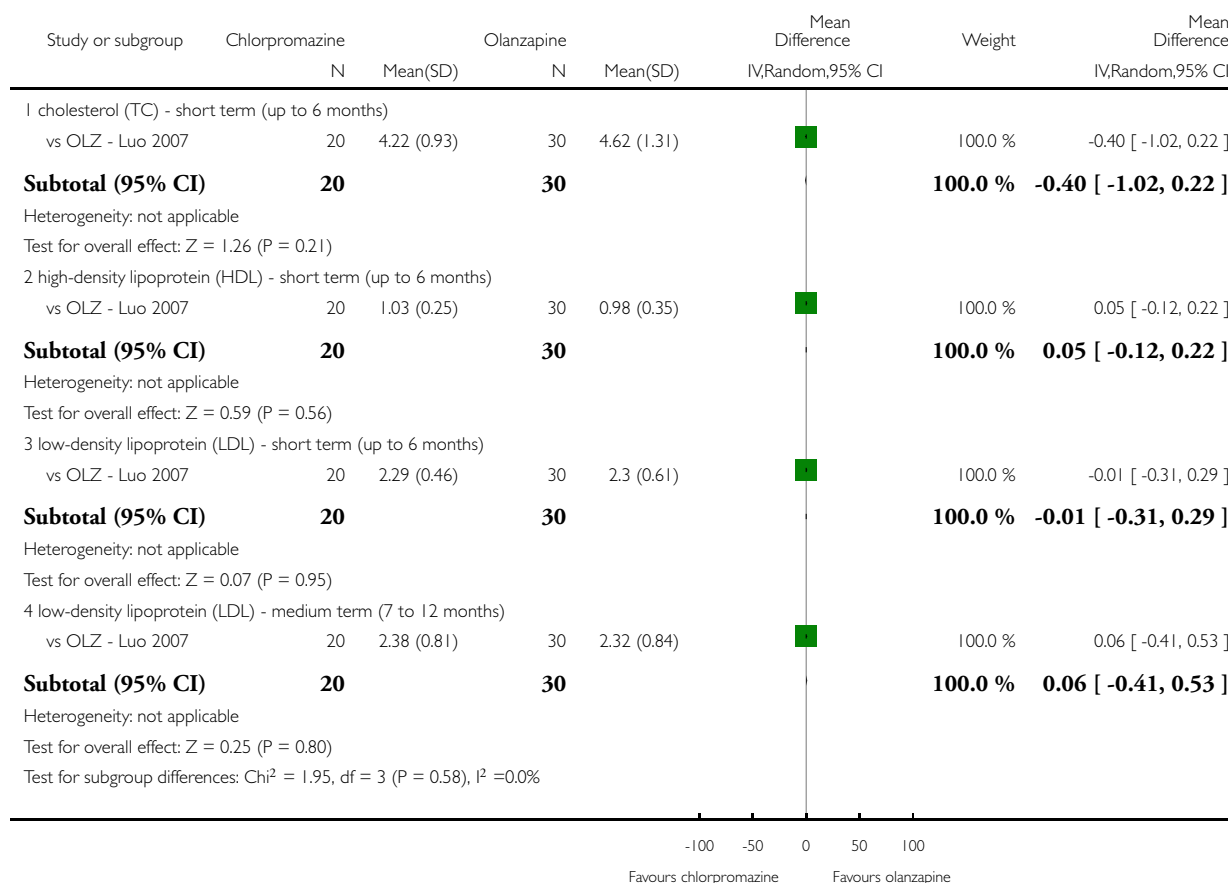 Study or subgroup Chlorpromazine Olanzapine Mean Difference Weight Mean Difference
N Mean(SD) N Mean(SD) IV,Random,95% CI IV,Random,95% CI
1 cholesterol (TC) - short term (up to 6 months)
vs OLZ - Luo 2007 20 4.22 (0.93) 30 4.62 (1.31) 100.0 % -0.40 [ -1.02, 0.22 ]
Subtotal (95% CI) 20 30 100.0 % -0.40 [ -1.02, 0.22 ]
Heterogeneity: not applicable
Test for overall effect: Z = 1.26 (P = 0.21)
2 high-density lipoprotein (HDL) - short term (up to 6 months)
vs OLZ - Luo 2007 20 1.03 (0.25) 30 0.98 (0.35) 100.0 % 0.05 [ -0.12, 0.22 ]
Subtotal (95% CI) 20 30 100.0 % 0.05 [ -0.12, 0.22 ]
Heterogeneity: not applicable
Test for overall effect: Z = 0.59 (P = 0.56)
3 low-density lipoprotein (LDL) - short term (up to 6 months)
vs OLZ - Luo 2007 20 2.29 (0.46) 30 2.3 (0.61) 100.0 % -0.01 [ -0.31, 0.29 ]
Subtotal (95% CI) 20 30 100.0 % -0.01 [ -0.31, 0.29 ]
Heterogeneity: not applicable
Test for overall effect: Z = 0.07 (P = 0.95)
4 low-density lipoprotein (LDL) - medium term (7 to 12 months)
vs OLZ - Luo 2007 20 2.38 (0.81) 30 2.32 (0.84) 100.0 % 0.06 [ -0.41, 0.53 ]
Subtotal (95% CI) 20 30 100.0 % 0.06 [ -0.41, 0.53 ]
Heterogeneity: not applicable
Test for overall effect: Z = 0.25 (P = 0.80)
Test for subgroup differences: Chi² = 1.95, df = 3 (P = 0.58), I² =0.0%
-100 -50 0 50 100
Favours chlorpromazine Favours olanzapine